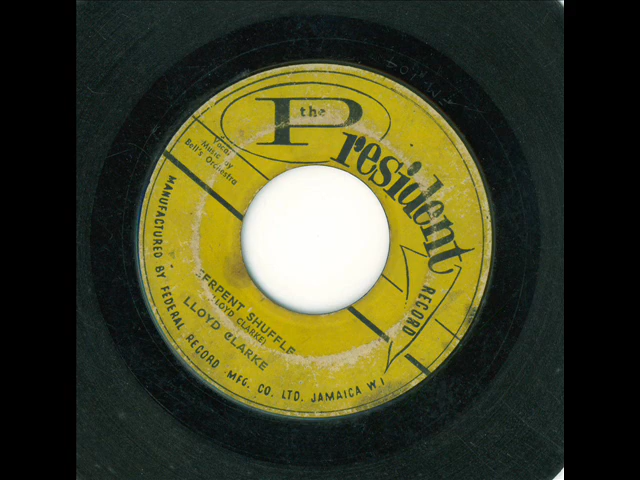 the
President
RECORD
Vocal
Music by
Bell's Orchestra
SERPENT SHUFFLE
(LLOYD CLARKE)
LLOYD CLARKE
MANUFACTURED BY FEDERAL RECORD MFG. CO. LTD. JAMAICA W.I